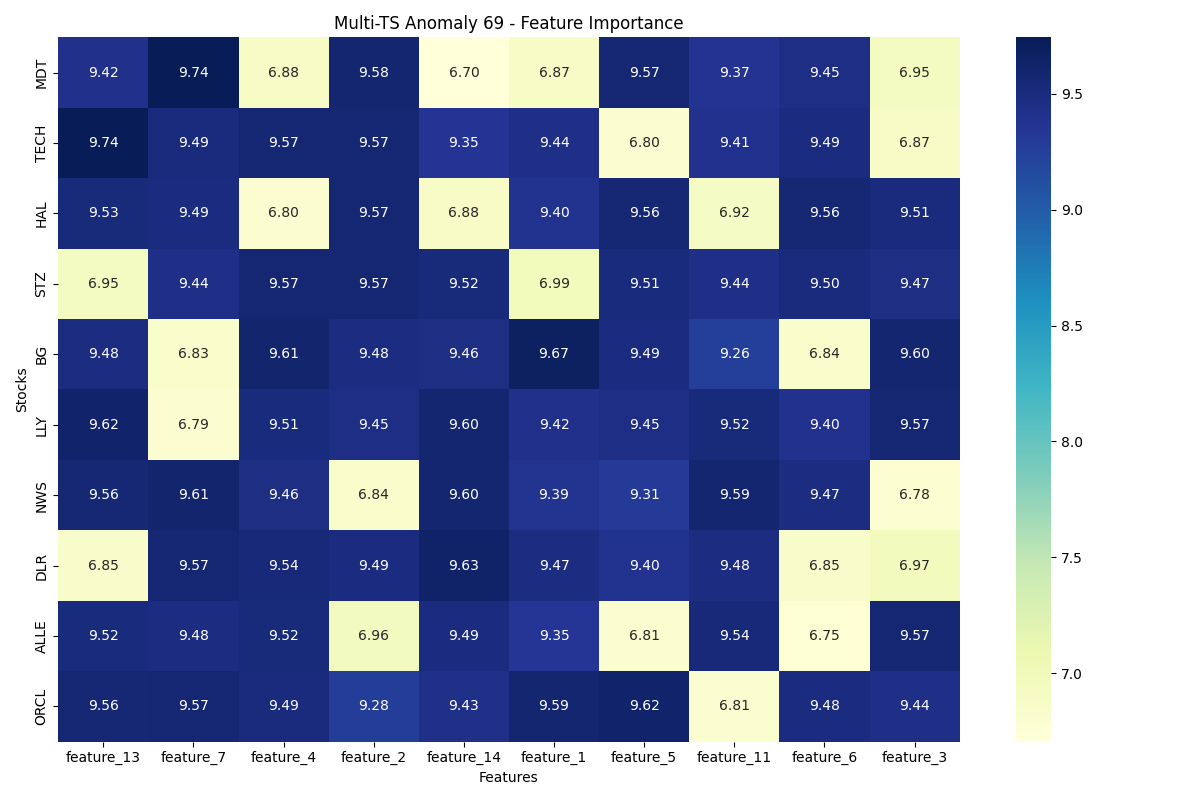 Multi-TS Anomaly 69 - Feature Importance
Stocks
MDT 9.42 9.74 6.88 9.58 6.70 6.87 9.57 9.37 9.45 6.95
TECH 9.74 9.49 9.57 9.57 9.35 9.44 6.80 9.41 9.49 6.87
HAL 9.53 9.49 6.80 9.57 6.88 9.40 9.56 6.92 9.56 9.51
STZ 6.95 9.44 9.57 9.57 9.52 6.99 9.51 9.44 9.50 9.47
BG 9.48 6.83 9.61 9.48 9.46 9.67 9.49 9.26 6.84 9.60
LLY 9.62 6.79 9.51 9.45 9.60 9.42 9.45 9.52 9.40 9.57
NWS 9.56 9.61 9.46 6.84 9.60 9.39 9.31 9.59 9.47 6.78
DLR 6.85 9.57 9.54 9.49 9.63 9.47 9.40 9.48 6.85 6.97
ALLE 9.52 9.48 9.52 6.96 9.49 9.35 6.81 9.54 6.75 9.57
ORCL 9.56 9.57 9.49 9.28 9.43 9.59 9.62 6.81 9.48 9.44
feature_13 feature_7 feature_4 feature_2 feature_14 feature_1 feature_5 feature_11 feature_6 feature_3
Features
9.5
9.0
8.5
8.0
7.5
7.0